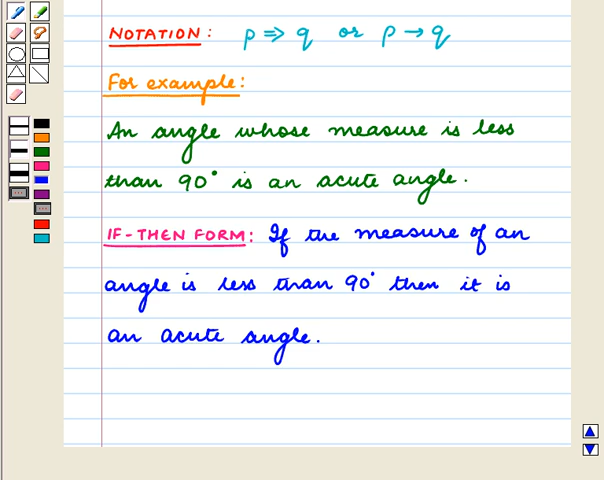 NOTATION: p ⇒ q or p → q
For example:
An angle whose measure is less
than 90° is an acute angle.
IF-THEN FORM: If the measure of an
angle is less than 90° then it is
an acute angle.